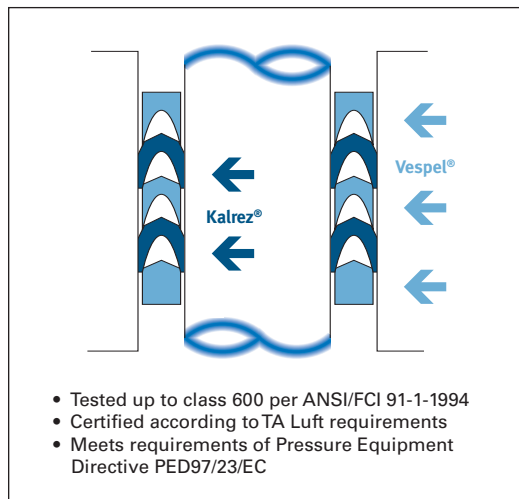 Vespel®
Kalrez®
• Tested up to class 600 per ANSI/FCI 91-1-1994
• Certified according to TA Luft requirements
• Meets requirements of Pressure Equipment
Directive PED97/23/EC